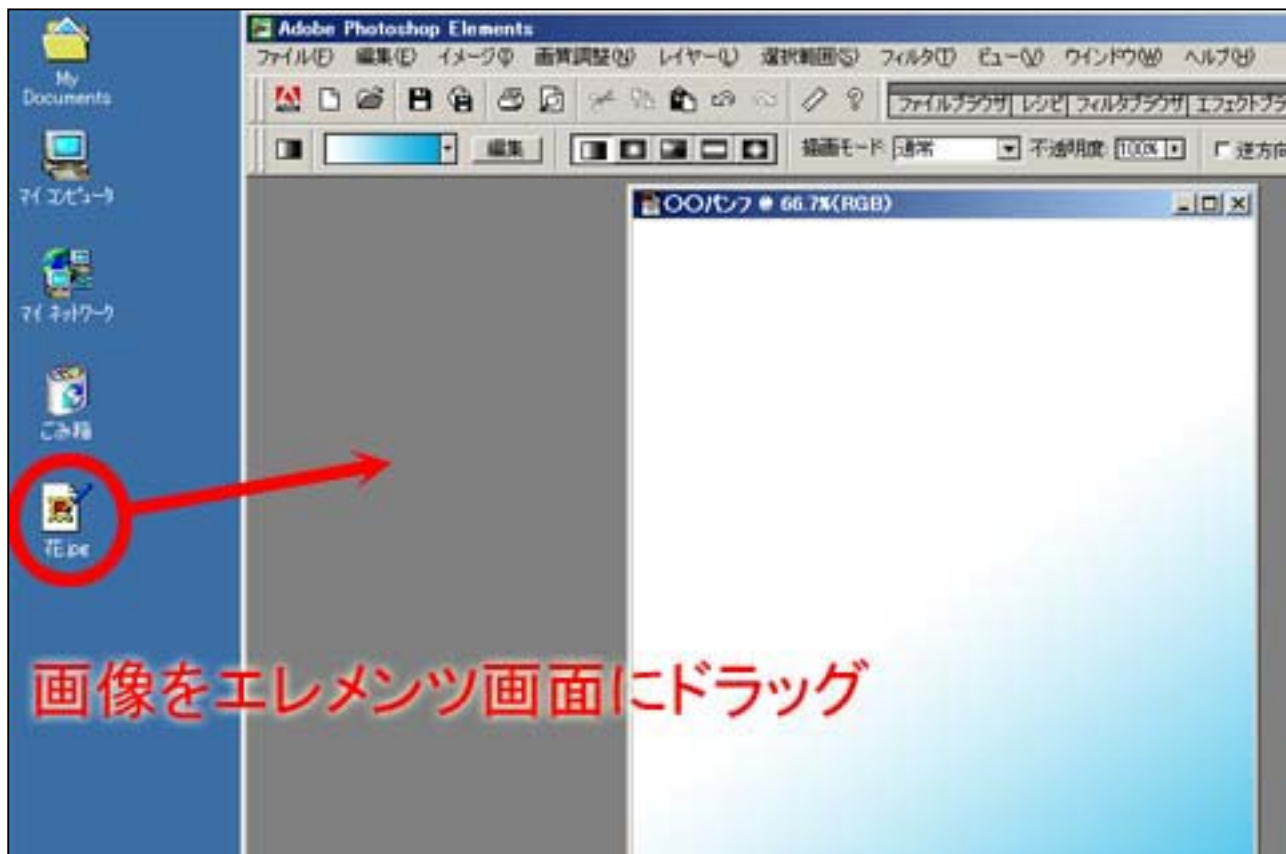 My
Documents
マイ コンピュータ
マイ ネットワーク
ごみ箱
花.jpg
Adobe Photoshop Elements
ファイル(F) 編集(E) イメージ(I) 画質調整(N) レイヤー(L) 選択範囲(S) フィルタ(T) ビュー(V) ウインドウ(W) ヘルプ(H)
ファイルブラウザ レシピ フィルタブラウザ エフェクトブラ
編集 描画モード: 通常 不透明度: 100% 逆方向
〇〇パンフ @ 66.7%(RGB)
画像をエレメンツ画面にドラッグ